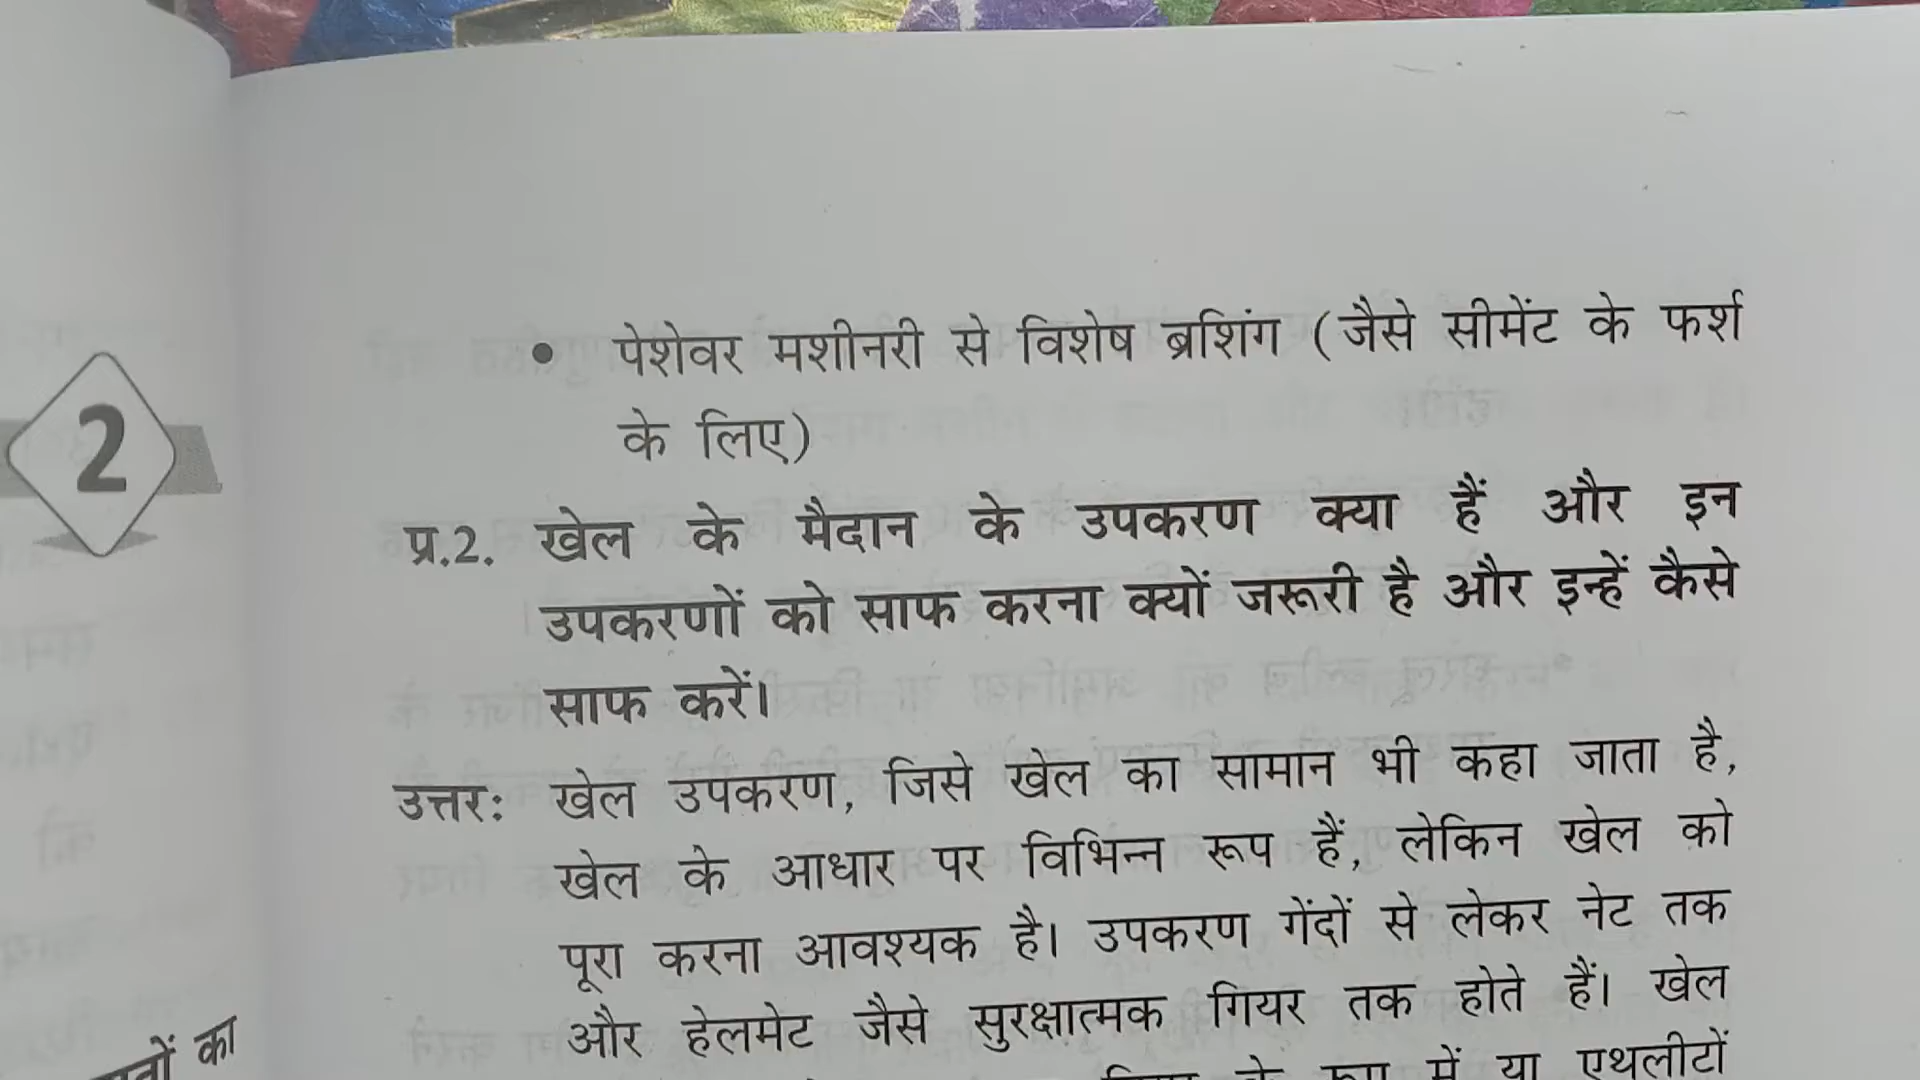 2
• पेशेवर मशीनरी से विशेष ब्रशिंग (जैसे सीमेंट के फर्श
के लिए)
प्र.2. खेल के मैदान के उपकरण क्या हैं और इन
उपकरणों को साफ करना क्यों जरूरी है और इन्हें कैसे
साफ करें।
उत्तरः खेल उपकरण, जिसे खेल का सामान भी कहा जाता है,
खेल के आधार पर विभिन्न रूप हैं, लेकिन खेल को
पूरा करना आवश्यक है। उपकरण गेंदों से लेकर नेट तक
और हेलमेट जैसे सुरक्षात्मक गियर तक होते हैं। खेल
में या एथलीटों
का